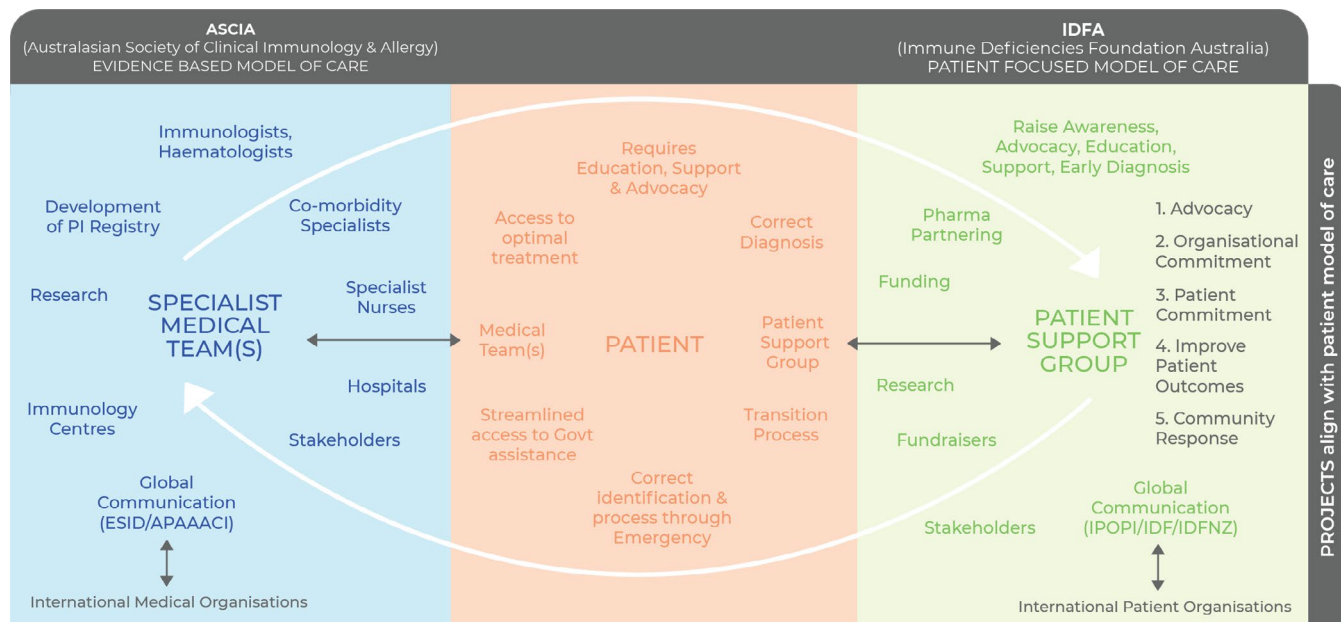 ASCIA
(Australasian Society of Clinical Immunology & Allergy)
EVIDENCE BASED MODEL OF CARE
IDFA
(Immune Deficiencies Foundation Australia)
PATIENT FOCUSED MODEL OF CARE
Immunologists,
Haematologists
Development
of PI Registry
Co-morbidity
Specialists
Research
SPECIALIST
MEDICAL
TEAM(S)
Specialist
Nurses
Hospitals
Immunology
Centres
Stakeholders
Global
Communication
(ESID/APAAACI)
International Medical Organisations
Requires
Education, Support
& Advocacy
Access to
optimal
treatment
Correct
Diagnosis
Medical
Team(s)
PATIENT
Patient
Support
Group
Streamlined
access to Govt
assistance
Transition
Process
Correct
identification &
process through
Emergency
Raise Awareness,
Advocacy, Education,
Support, Early Diagnosis
Pharma
Partnering
Funding
PATIENT
SUPPORT
GROUP
Research
Fundraisers
Stakeholders
1. Advocacy
2. Organisational
Commitment
3. Patient
Commitment
4. Improve
Patient
Outcomes
5. Community
Response
Global
Communication
(IPOPI/IDF/IDFNZ)
International Patient Organisations
PROJECTS align with patient model of care